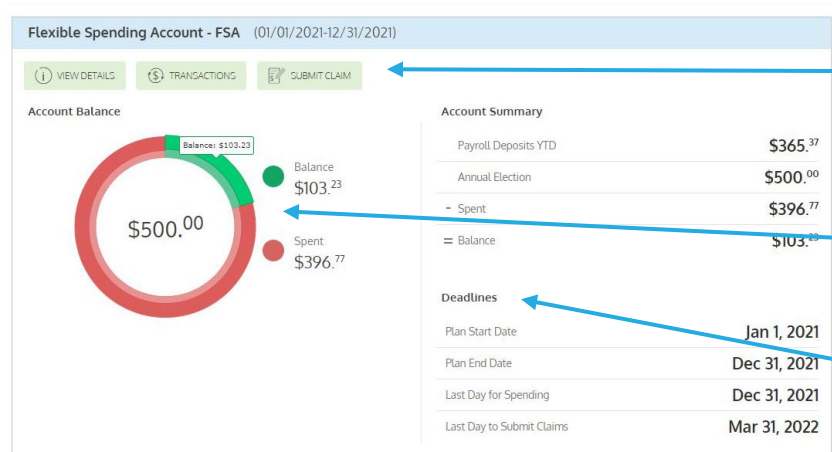 Flexible Spending Account - FSA (01/01/2021-12/31/2021)
VIEW DETAILS TRANSACTIONS SUBMIT CLAIM
Account Balance
Balance: $103.23
$500.00
Balance
$103.23
Spent
$396.77
Account Summary
Payroll Deposits YTD $365.37
Annual Election $500.00
- Spent $396.77
= Balance $103.23
Deadlines
Plan Start Date Jan 1, 2021
Plan End Date Dec 31, 2021
Last Day for Spending Dec 31, 2021
Last Day to Submit Claims Mar 31, 2022